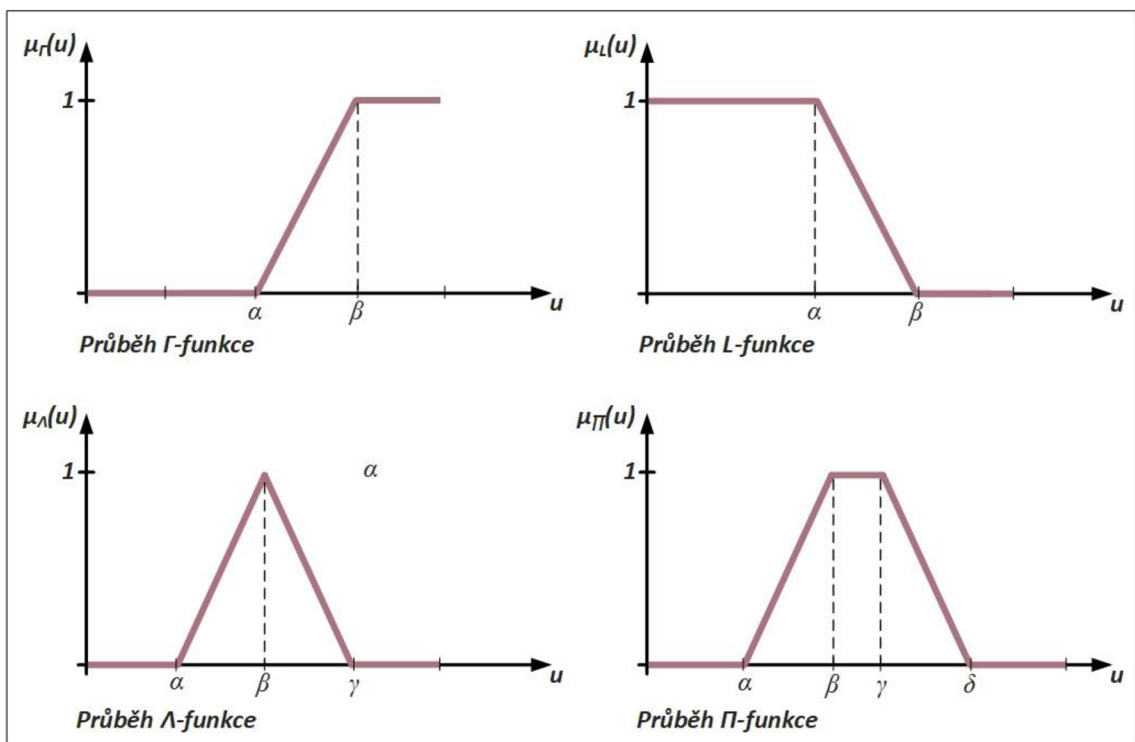 μΓ(u)
1
α
β
u
Průběh Γ-funkce
μL(u)
1
α
β
u
Průběh L-funkce
μΛ(u)
1
α
α
β
γ
u
Průběh Λ-funkce
μΠ(u)
1
α
β
γ
δ
u
Průběh Π-funkce